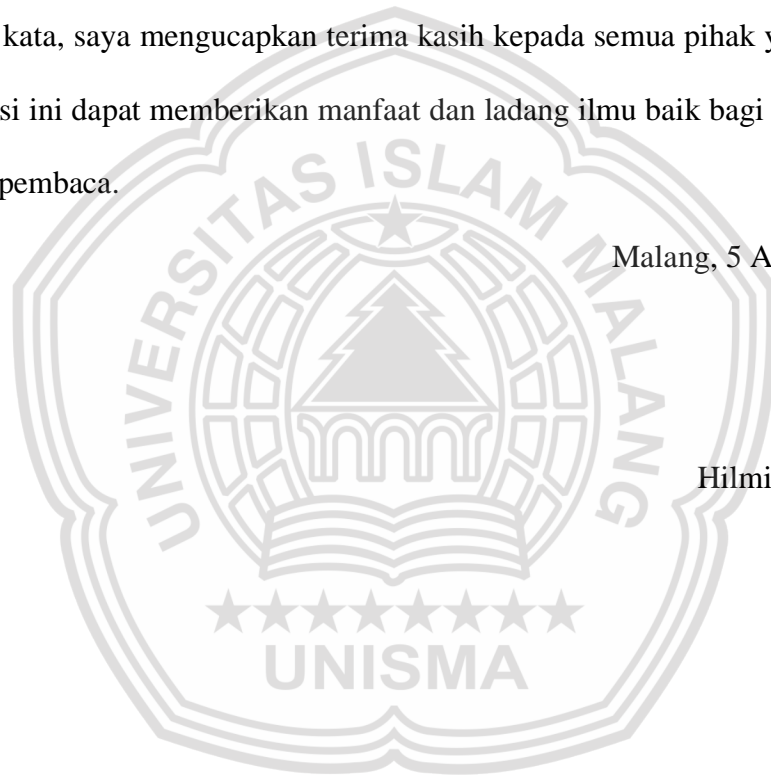 kata, saya mengucapkan terima kasih kepada semua pihak y
si ini dapat memberikan manfaat dan ladang ilmu baik bagi
pembaca.
Malang, 5 A
Hilmi
UNIVERSITAS ISLAM MALANG
UNISMA